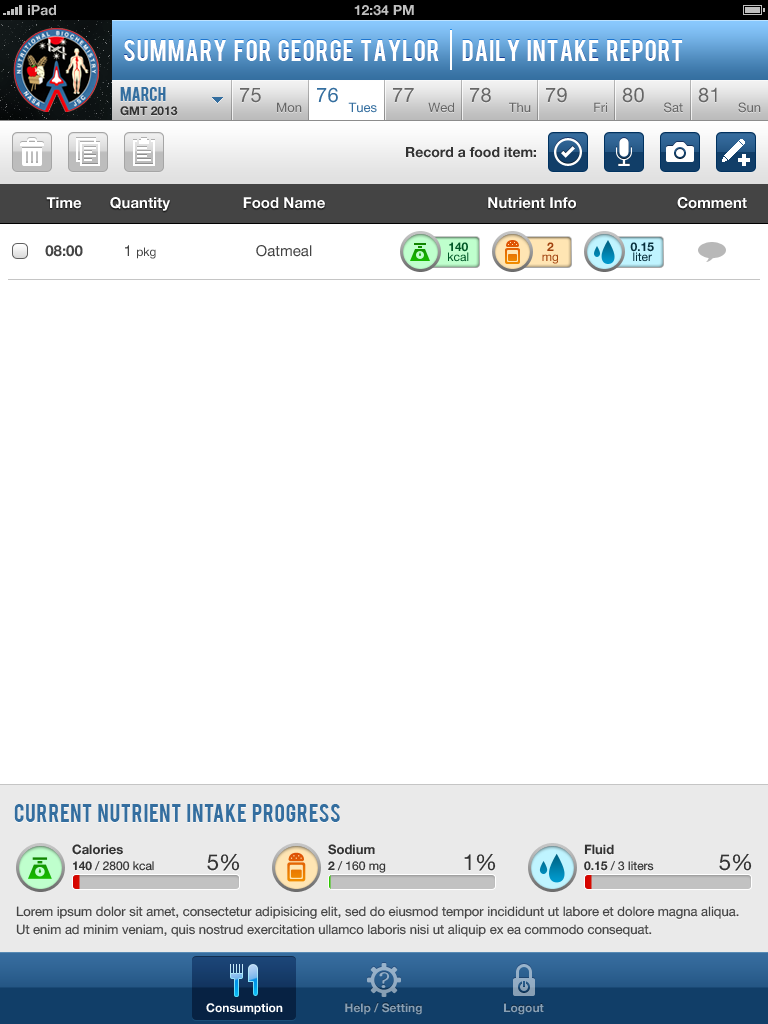 iPad
12:34 PM
NUTRITIONAL BIOCHEMISTRY
NASA JSC
SUMMARY FOR GEORGE TAYLOR | DAILY INTAKE REPORT
MARCH
GMT 2013
75 Mon
76 Tues
77 Wed
78 Thu
79 Fri
80 Sat
81 Sun
Record a food item:
Time Quantity Food Name Nutrient Info Comment
08:00 1 pkg Oatmeal 140 kcal 2 mg 0.15 liter
CURRENT NUTRIENT INTAKE PROGRESS
Calories
140 / 2800 kcal 5%
Sodium
2 / 160 mg 1%
Fluid
0.15 / 3 liters 5%
Lorem ipsum dolor sit amet, consectetur adipisicing elit, sed do eiusmod tempor incididunt ut labore et dolore magna aliqua.
Ut enim ad minim veniam, quis nostrud exercitation ullamco laboris nisi ut aliquip ex ea commodo consequat.
Consumption
Help / Setting
Logout